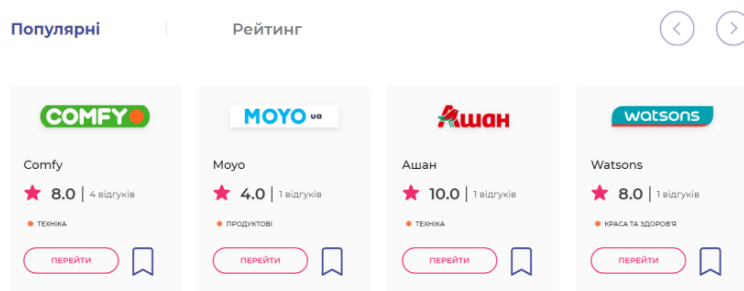 Популярні
Рейтинг
COMFY
MOYO ua
Ашан
watsons
Comfy
Moyo
Ашан
Watsons
8.0 | 4 відгуків
4.0 | 1 відгуків
10.0 | 1 відгуків
8.0 | 1 відгуків
ТЕХНІКА
ПРОДУКТОВІ
ТЕХНІКА
КРАСА ТА ЗДОРОВ'Я
ПЕРЕЙТИ
ПЕРЕЙТИ
ПЕРЕЙТИ
ПЕРЕЙТИ